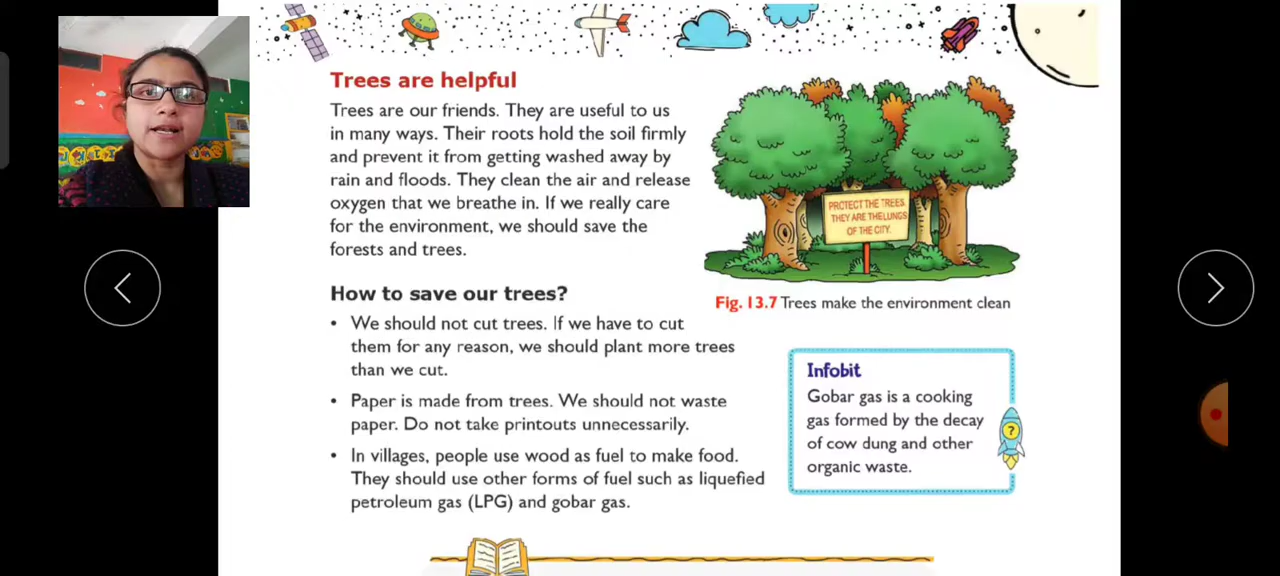 Trees are helpful
Trees are our friends. They are useful to us
in many ways. Their roots hold the soil firmly
and prevent it from getting washed away by
rain and floods. They clean the air and release
oxygen that we breathe in. If we really care
for the environment, we should save the
forests and trees.
PROTECT THE TREES.
THEY ARE THE LUNGS
OF THE CITY.
Fig. 13.7 Trees make the environment clean
How to save our trees?
• We should not cut trees. If we have to cut
them for any reason, we should plant more trees
than we cut.
• Paper is made from trees. We should not waste
paper. Do not take printouts unnecessarily.
• In villages, people use wood as fuel to make food.
They should use other forms of fuel such as liquefied
petroleum gas (LPG) and gobar gas.
Infobit
Gobar gas is a cooking
gas formed by the decay
of cow dung and other
organic waste.
?